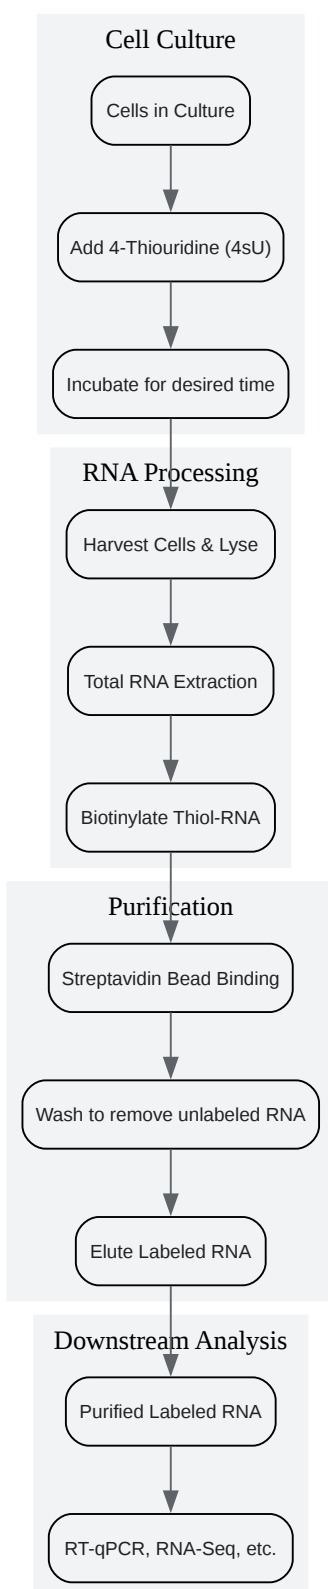 Cell Culture
Cells in Culture
Add 4-Thiouridine (4sU)
Incubate for desired time
RNA Processing
Harvest Cells & Lyse
Total RNA Extraction
Biotinylate Thiol-RNA
Purification
Streptavidin Bead Binding
Wash to remove unlabeled RNA
Elute Labeled RNA
Downstream Analysis
Purified Labeled RNA
RT-qPCR, RNA-Seq, etc.